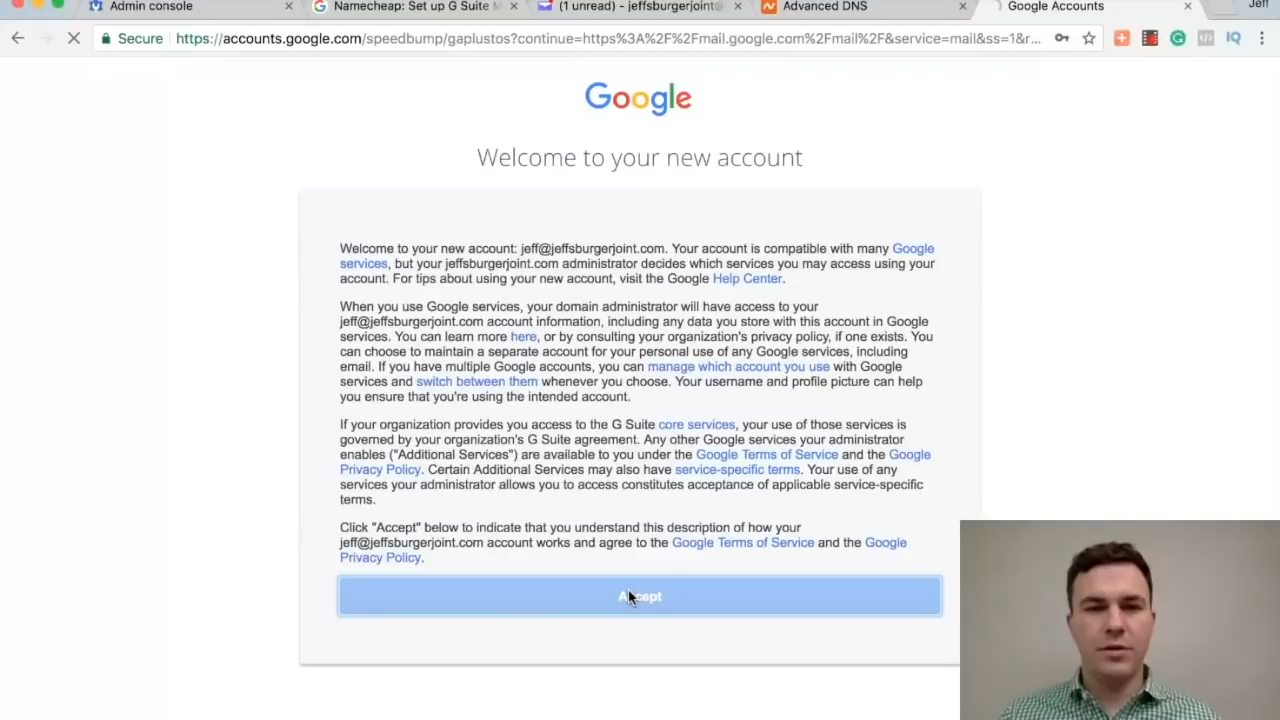 Admin console
Namecheap: Set up G Suite M
(1 unread) - jeffsburgerjoint@
Advanced DNS
Google Accounts
Jeff
Secure
https://accounts.google.com/speedbump/gaplustos?continue=https%3A%2F%2Fmail.google.com%2Fmail%2F&service=mail&ss=1&r...
Google
Welcome to your new account
Welcome to your new account: jeff@jeffsburgerjoint.com. Your account is compatible with many Google
services, but your jeffsburgerjoint.com administrator decides which services you may access using your
account. For tips about using your new account, visit the Google Help Center.
When you use Google services, your domain administrator will have access to your
jeff@jeffsburgerjoint.com account information, including any data you store with this account in Google
services. You can learn more here, or by consulting your organization's privacy policy, if one exists. You
can choose to maintain a separate account for your personal use of any Google services, including
email. If you have multiple Google accounts, you can manage which account you use with Google
services and switch between them whenever you choose. Your username and profile picture can help
you ensure that you're using the intended account.
If your organization provides you access to the G Suite core services, your use of those services is
governed by your organization's G Suite agreement. Any other Google services your administrator
enables ("Additional Services") are available to you under the Google Terms of Service and the Google
Privacy Policy. Certain Additional Services may also have service-specific terms. Your use of any
services your administrator allows you to access constitutes acceptance of applicable service-specific
terms.
Click "Accept" below to indicate that you understand this description of how your
jeff@jeffsburgerjoint.com account works and agree to the Google Terms of Service and the Google
Privacy Policy.
Accept